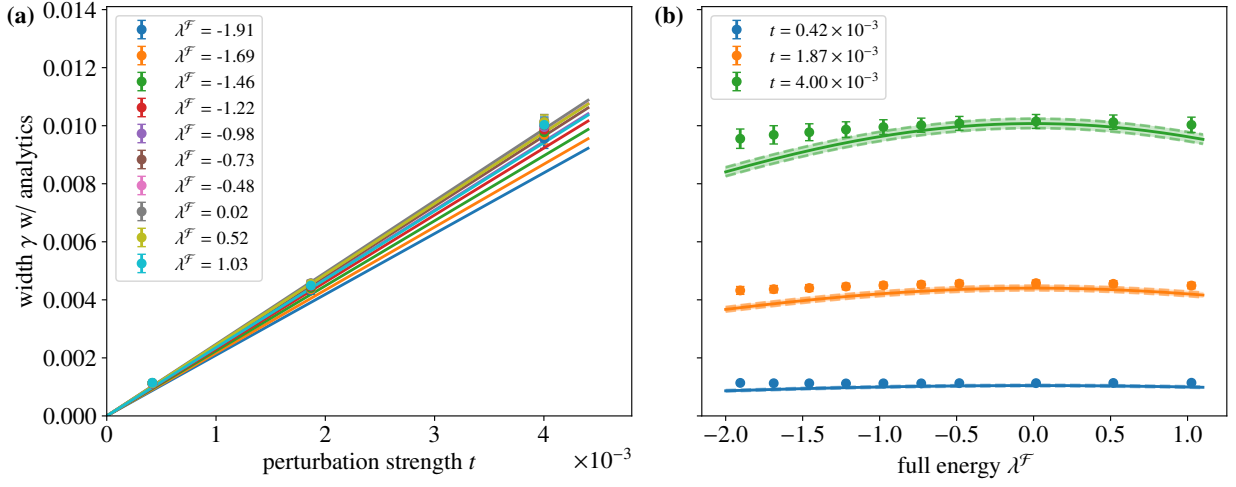 (a)
0.014
0.012
0.010
0.008
0.006
0.004
0.002
0.000
width γ w/ analytics
λ^ℱ = -1.91
λ^ℱ = -1.69
λ^ℱ = -1.46
λ^ℱ = -1.22
λ^ℱ = -0.98
λ^ℱ = -0.73
λ^ℱ = -0.48
λ^ℱ = 0.02
λ^ℱ = 0.52
λ^ℱ = 1.03
0 1 2 3 4
×10⁻³
perturbation strength t
(b)
t = 0.42 × 10⁻³
t = 1.87 × 10⁻³
t = 4.00 × 10⁻³
−2.0 −1.5 −1.0 −0.5 0.0 0.5 1.0
full energy λ^ℱ